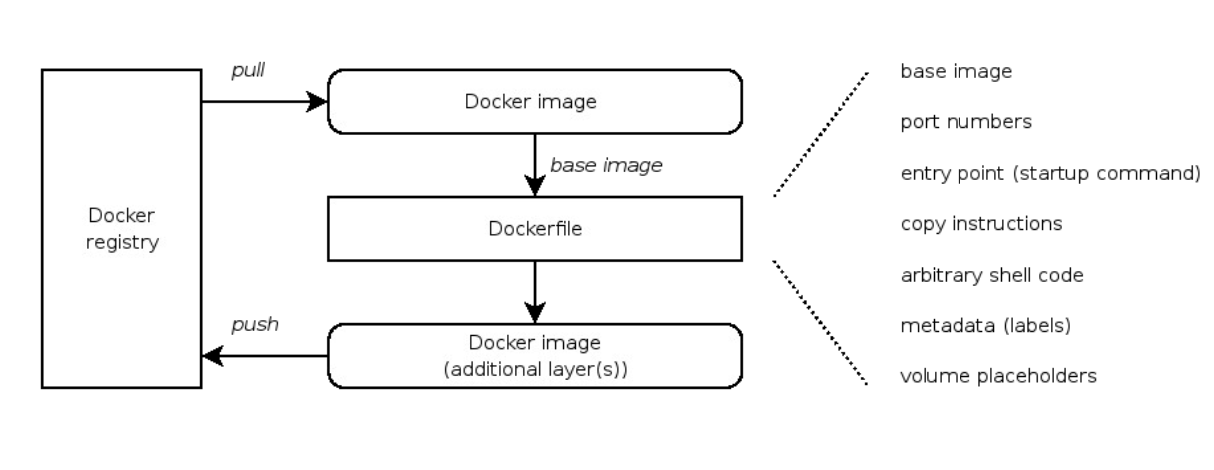 pull
Docker image
base image
Docker
registry
Dockerfile
push
Docker image
(additional layer(s))
base image
port numbers
entry point (startup command)
copy instructions
arbitrary shell code
metadata (labels)
volume placeholders